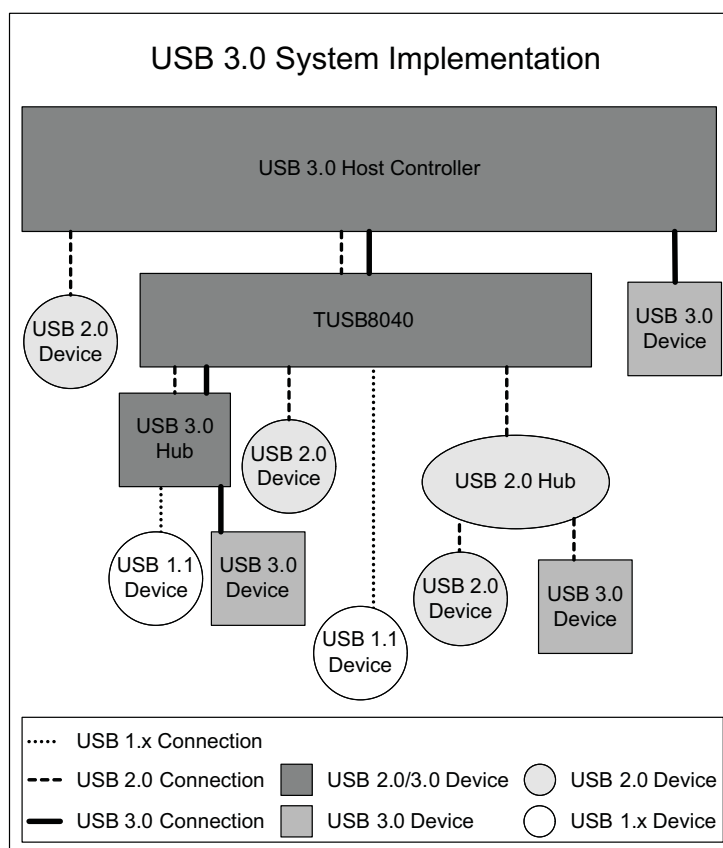 USB 3.0 System Implementation
USB 3.0 Host Controller
USB 2.0
Device
TUSB8040
USB 3.0
Device
USB 3.0
Hub
USB 2.0
Device
USB 2.0 Hub
USB 1.1
Device
USB 3.0
Device
USB 1.1
Device
USB 2.0
Device
USB 3.0
Device
USB 1.x Connection
USB 2.0 Connection
USB 2.0/3.0 Device
USB 2.0 Device
USB 3.0 Connection
USB 3.0 Device
USB 1.x Device